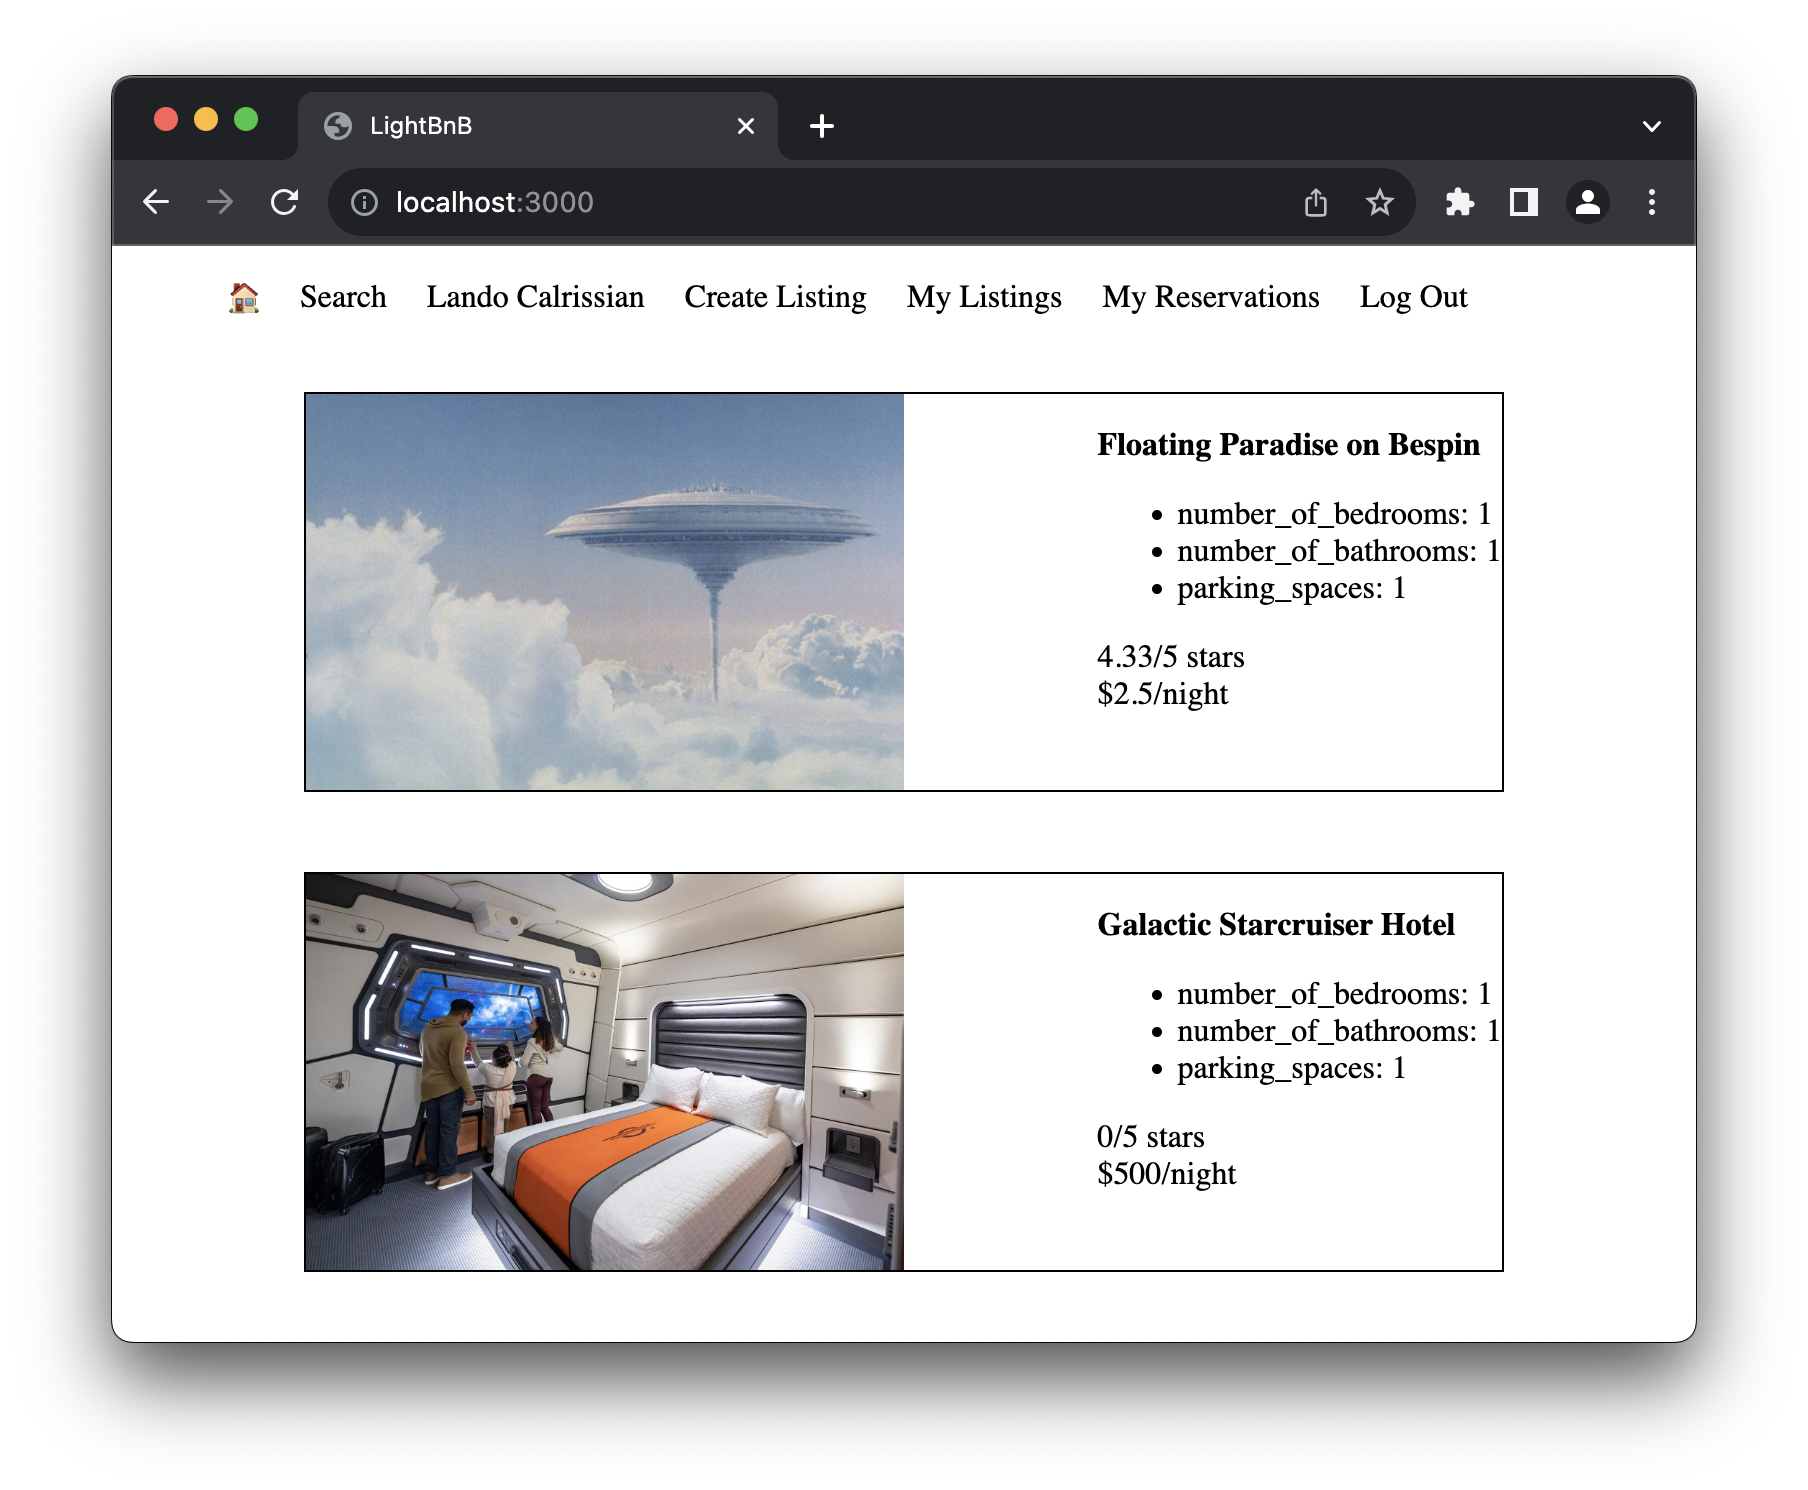 LightBnB
localhost:3000
Search Lando Calrissian Create Listing My Listings My Reservations Log Out
Floating Paradise on Bespin
number_of_bedrooms: 1
number_of_bathrooms: 1
parking_spaces: 1
4.33/5 stars
$2.5/night
Galactic Starcruiser Hotel
number_of_bedrooms: 1
number_of_bathrooms: 1
parking_spaces: 1
0/5 stars
$500/night